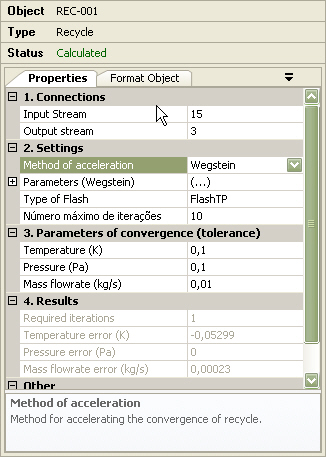 Object REC-001
Type Recycle
Status Calculated
Properties Format Object
1. Connections
Input Stream 15
Output stream 3
2. Settings
Method of acceleration Wegstein
Parameters (Wegstein) (...)
Type of Flash FlashTP
Número máximo de iterações 10
3. Parameters of convergence (tolerance)
Temperature (K) 0,1
Pressure (Pa) 0,1
Mass flowrate (kg/s) 0,01
4. Results
Required iterations 1
Temperature error (K) -0,05299
Pressure error (Pa) 0
Mass flowrate error (kg/s) 0,00023
Other
Method of acceleration
Method for accelerating the convergence of recycle.